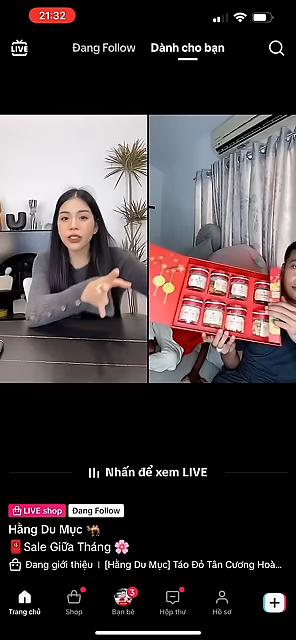 21:32
LIVE
Đang Follow Dành cho bạn
Nhấn để xem LIVE
LIVE shop Đang Follow
Hằng Du Mục 🐫
🧧Sale Giữa Tháng 🌸
Đang giới thiệu | [Hằng Du Mục] Táo Đỏ Tân Cương Hoà...
3
Trang chủ Shop Bạn bè Hộp thư Hồ sơ